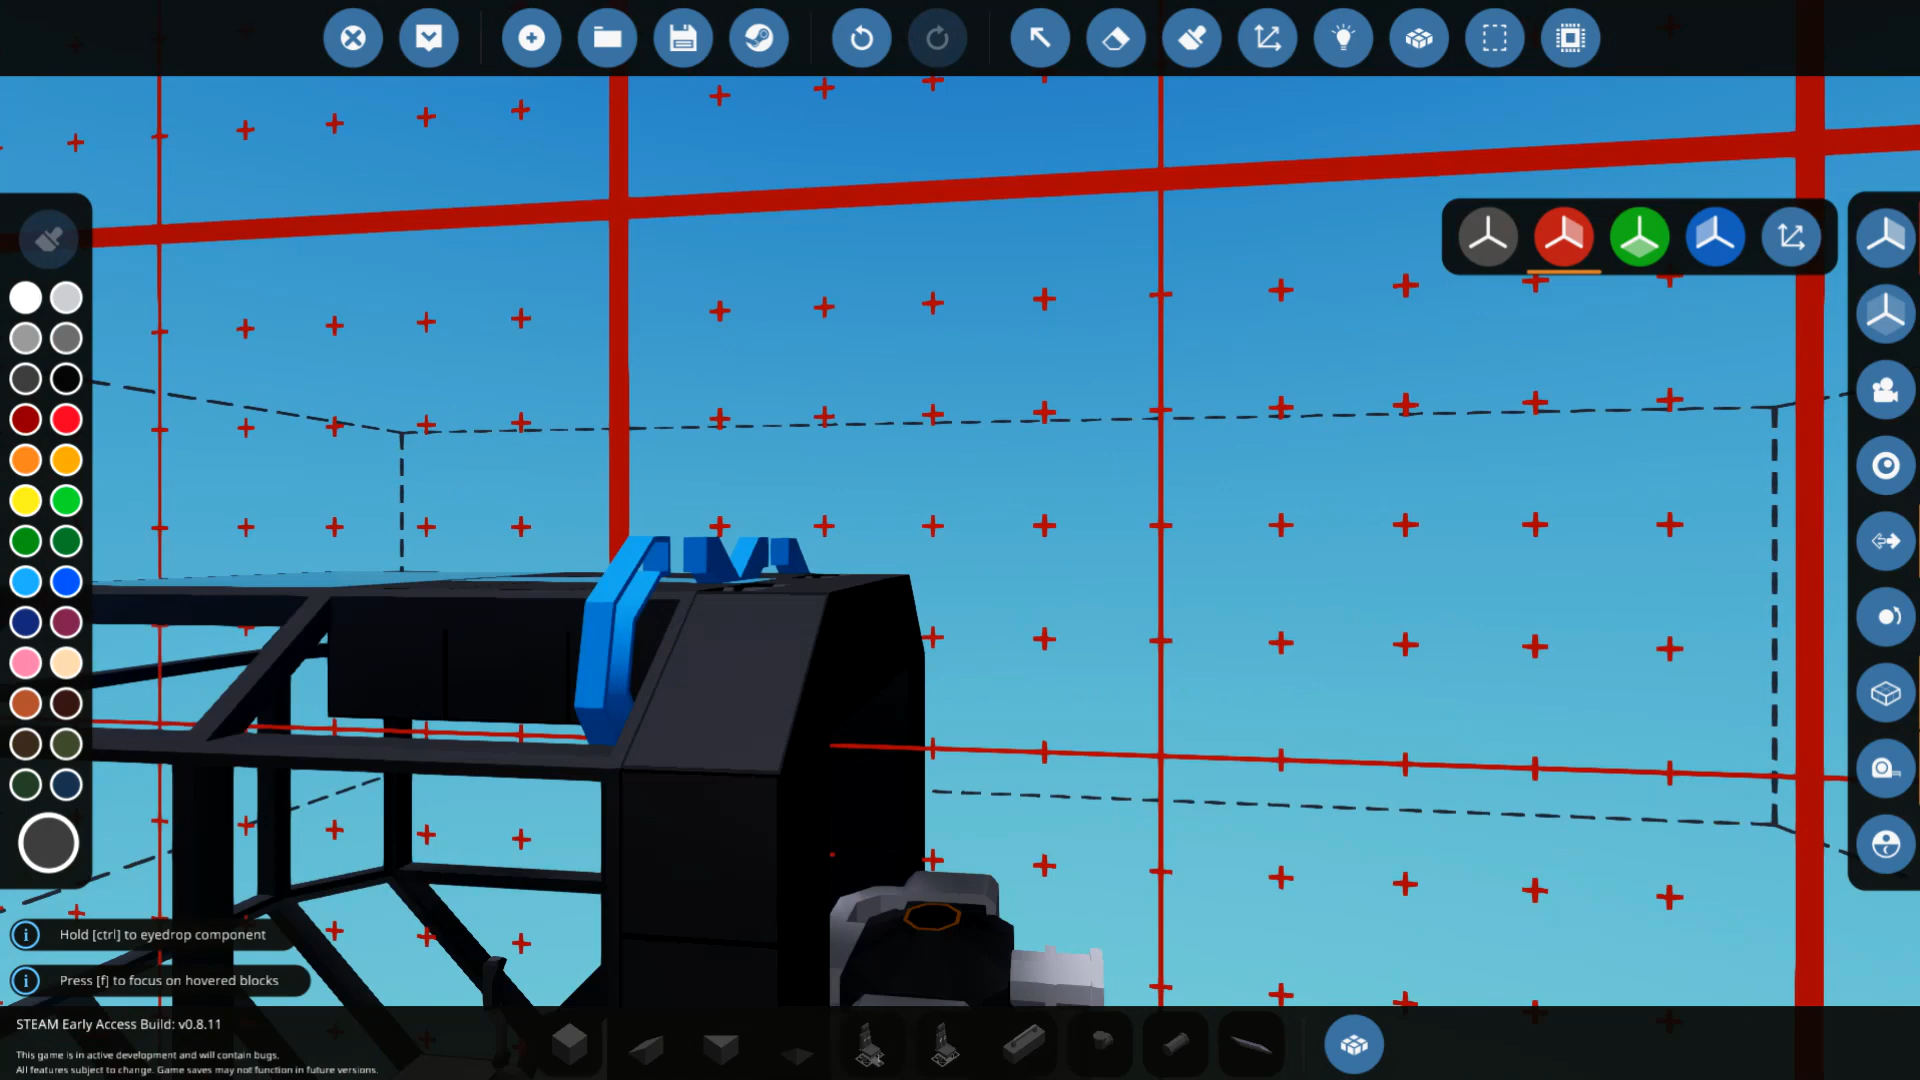 Hold [ctrl] to eyedrop component
Press [f] to focus on hovered blocks
STEAM Early Access Build: v0.8.11
This game is in active development and will contain bugs.
All features subject to change. Game saves may not function in future versions.